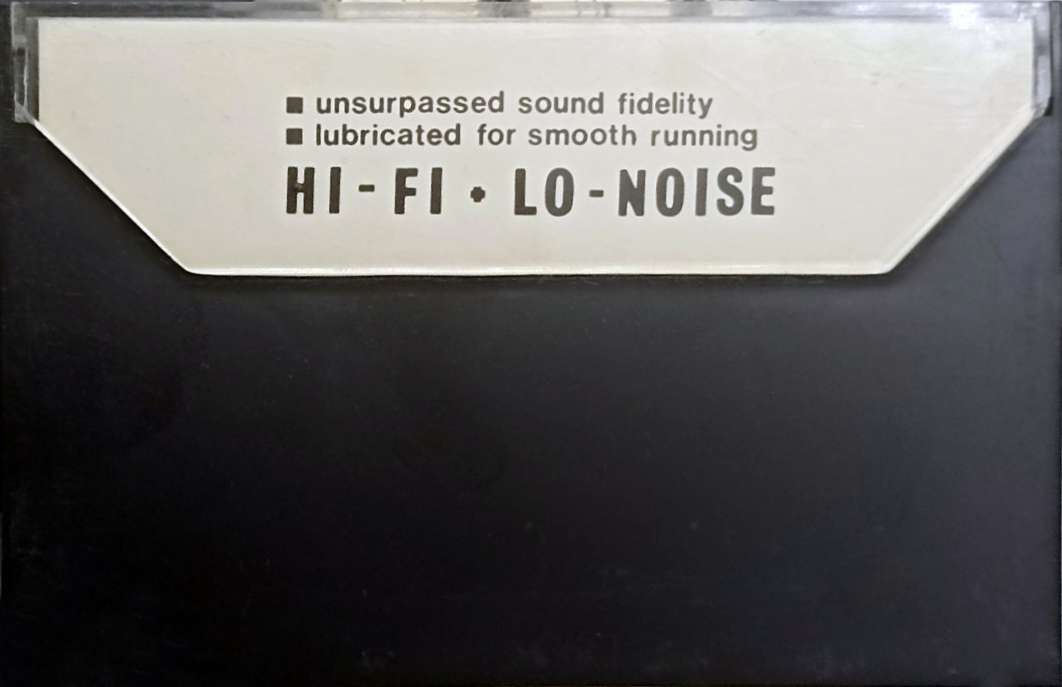 ■ unsurpassed sound fidelity
■ lubricated for smooth running
HI-FI • LO-NOISE